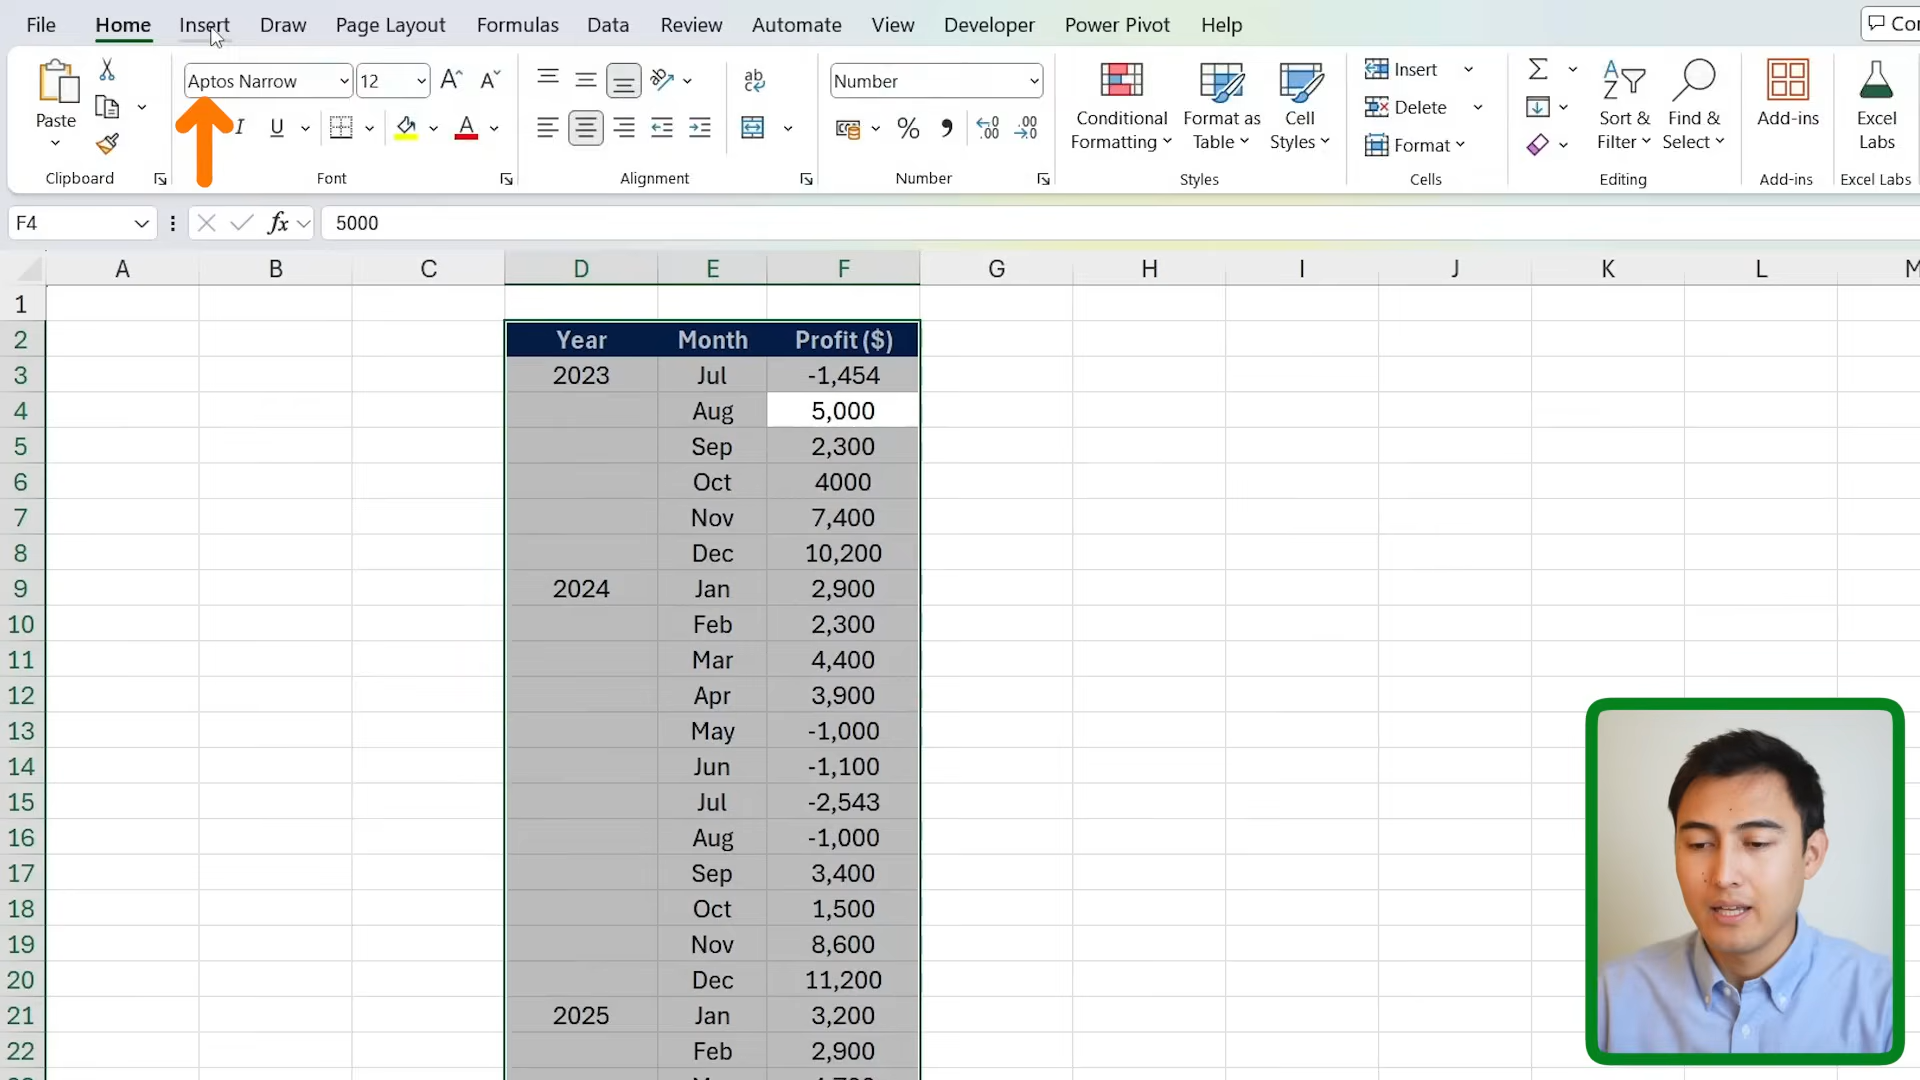 File Home Insert Draw Page Layout Formulas Data Review Automate View Developer Power Pivot Help
Aptos Narrow 12 Number Insert
Paste ab c Conditional Formatting Format as Table Cell Styles Delete Sort & Filter Find & Select Add-ins Excel Labs
I U A % .00 Format
Clipboard Font Alignment Number Styles Cells Editing Add-ins Excel Labs
F4 fx 5000
A B C D E F G H I J K L M
1
2 Year Month Profit ($)
3 2023 Jul -1,454
4 Aug 5,000
5 Sep 2,300
6 Oct 4000
7 Nov 7,400
8 Dec 10,200
9 2024 Jan 2,900
10 Feb 2,300
11 Mar 4,400
12 Apr 3,900
13 May -1,000
14 Jun -1,100
15 Jul -2,543
16 Aug -1,000
17 Sep 3,400
18 Oct 1,500
19 Nov 8,600
20 Dec 11,200
21 2025 Jan 3,200
22 Feb 2,900